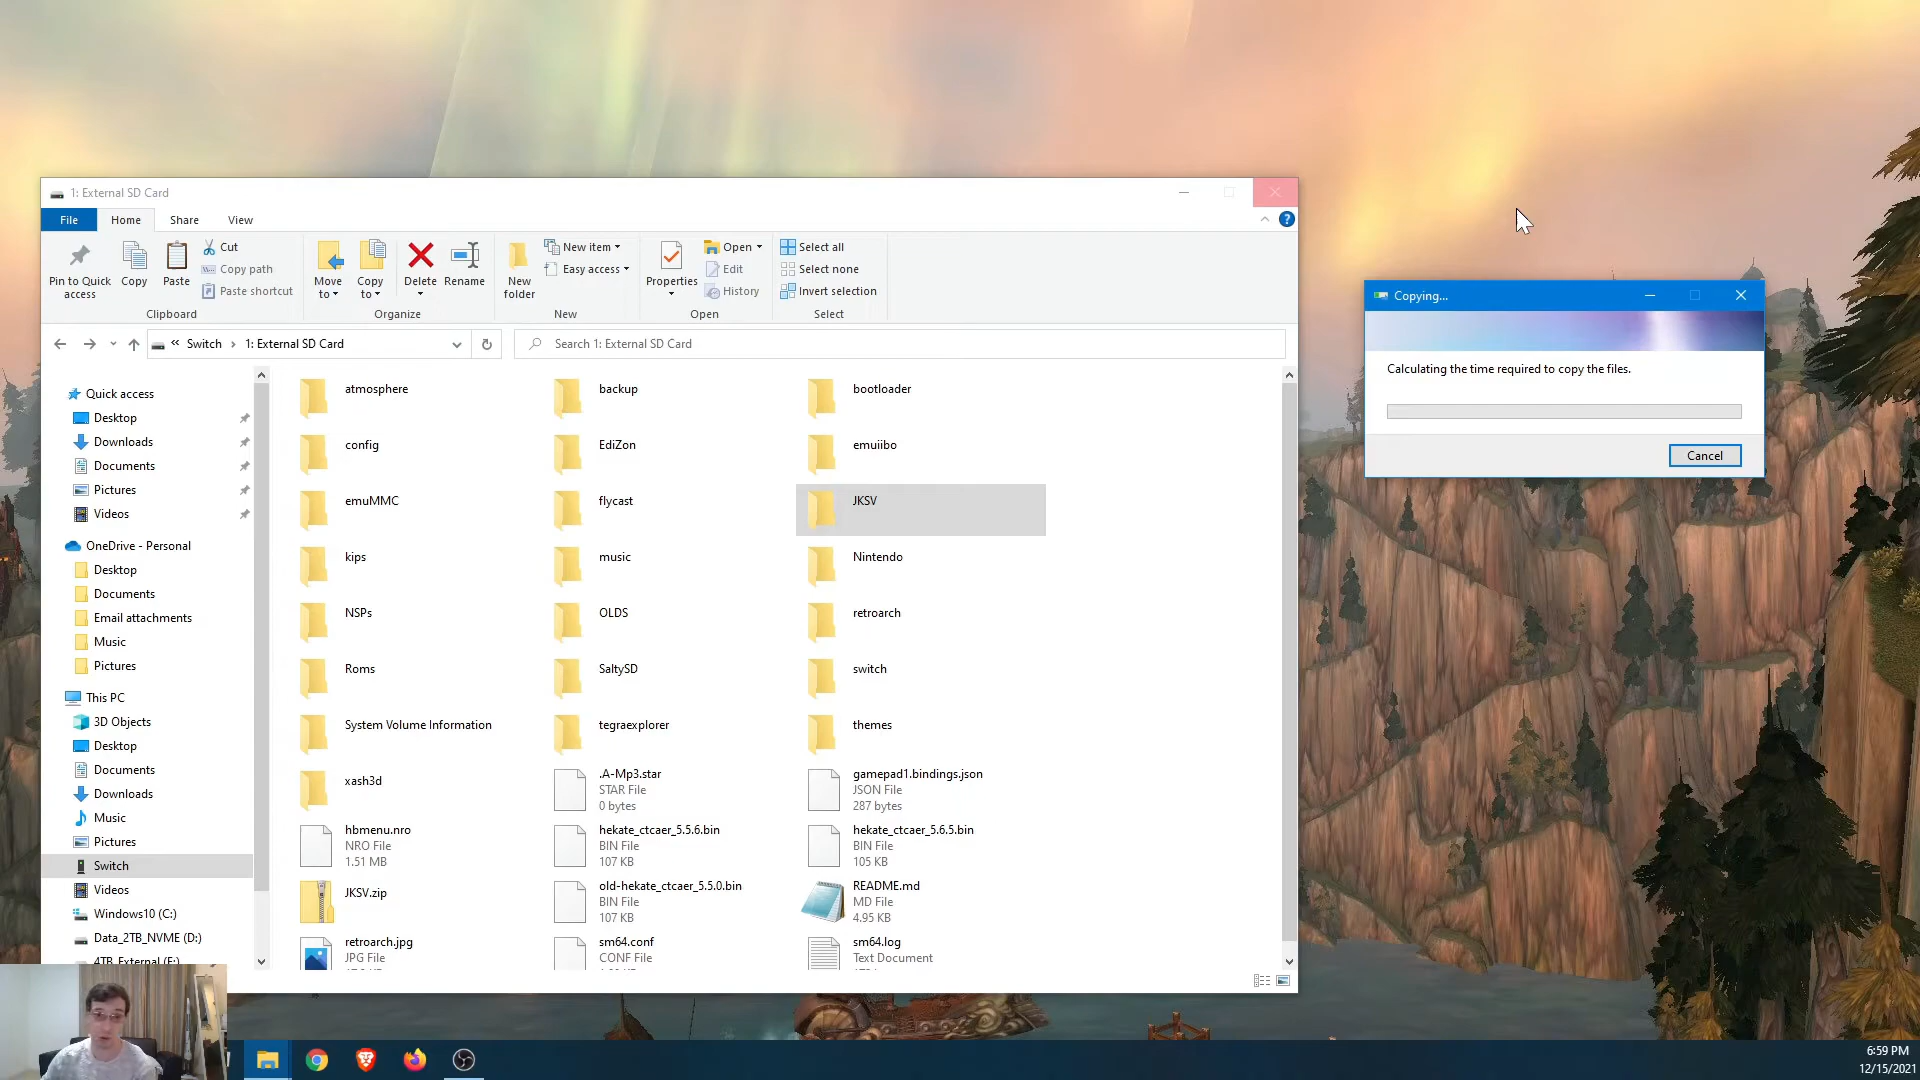 1: External SD Card
File
Home
Share
View
Pin to Quick access
Copy
Paste
Cut
Copy path
Paste shortcut
Clipboard
Move to
Copy to
Delete
Rename
Organize
New folder
New item
Easy access
New
Properties
Open
Edit
History
Open
Select all
Select none
Invert selection
Select
« Switch › 1: External SD Card
Search 1: External SD Card
Quick access
Desktop
Downloads
Documents
Pictures
Videos
OneDrive - Personal
Desktop
Documents
Email attachments
Music
Pictures
This PC
3D Objects
Desktop
Documents
Downloads
Music
Pictures
Switch
Videos
Windows10 (C:)
Data_2TB_NVME (D:)
4TB_External (F:)
atmosphere
backup
bootloader
config
EdiZon
emuiibo
emuMMC
flycast
JKSV
kips
music
Nintendo
NSPs
OLDS
retroarch
Roms
SaltySD
switch
System Volume Information
tegraexplorer
themes
xash3d
.A-Mp3.star
STAR File
0 bytes
gamepad1.bindings.json
JSON File
287 bytes
hbmenu.nro
NRO File
1.51 MB
hekate_ctcaer_5.5.6.bin
BIN File
107 KB
hekate_ctcaer_5.6.5.bin
BIN File
105 KB
JKSV.zip
old-hekate_ctcaer_5.5.0.bin
BIN File
107 KB
README.md
MD File
4.95 KB
retroarch.jpg
JPG File
sm64.conf
CONF File
sm64.log
Text Document
Copying...
Calculating the time required to copy the files.
Cancel
6:59 PM
12/15/2021